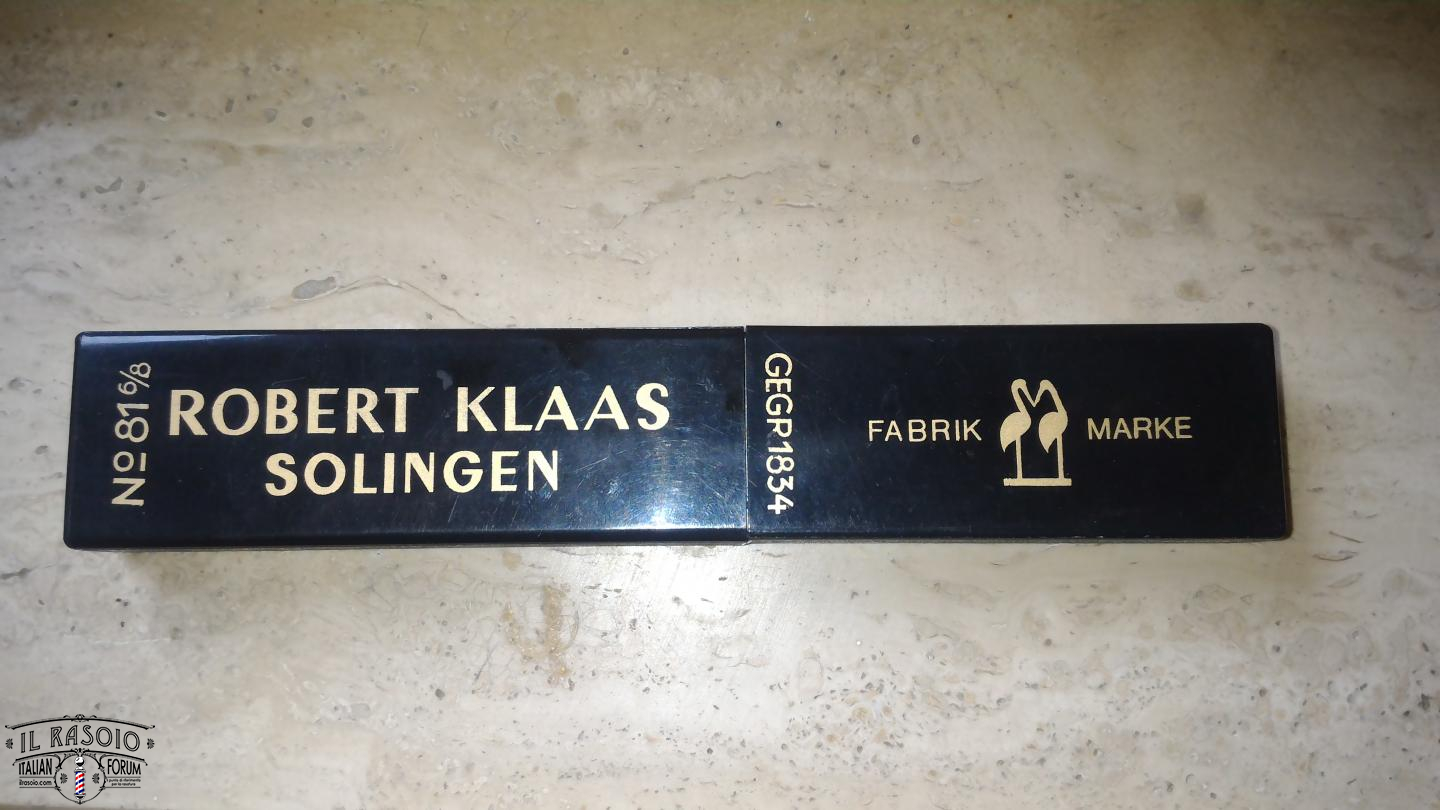 Nº 81 6/8
ROBERT KLAAS
SOLINGEN
GEGR 1834
FABRIK MARKE
IL RASOIO
ITALIAN FORUM
ilrasoio.com